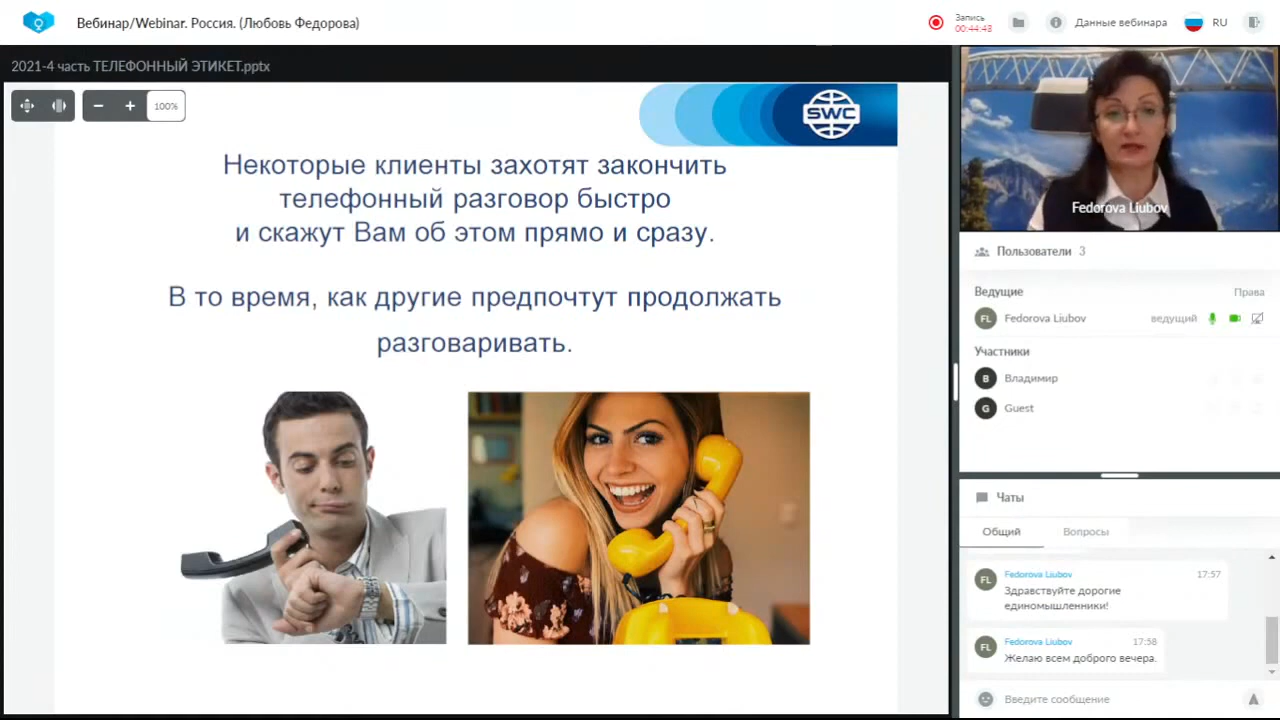 Вебинар/Webinar. Россия. (Любовь Федорова)
Запись
00:44:43
Данные вебинара
RU
2021-4 часть ТЕЛЕФОННЫЙ ЭТИКЕТ.pptx
100%
SWC
Некоторые клиенты захотят закончить
телефонный разговор быстро
и скажут Вам об этом прямо и сразу.
В то время, как другие предпочтут продолжать
разговаривать.
Fedorova Liubov
Пользователи 3
Ведущие Права
FL Fedorova Liubov ведущий
Участники
В Владимир
G Guest
Чаты
Общий Вопросы
FL Fedorova Liubov 17:57
Здравствуйте дорогие
единомышленники!
FL Fedorova Liubov 17:58
Желаю всем доброго вечера.
Введите сообщение